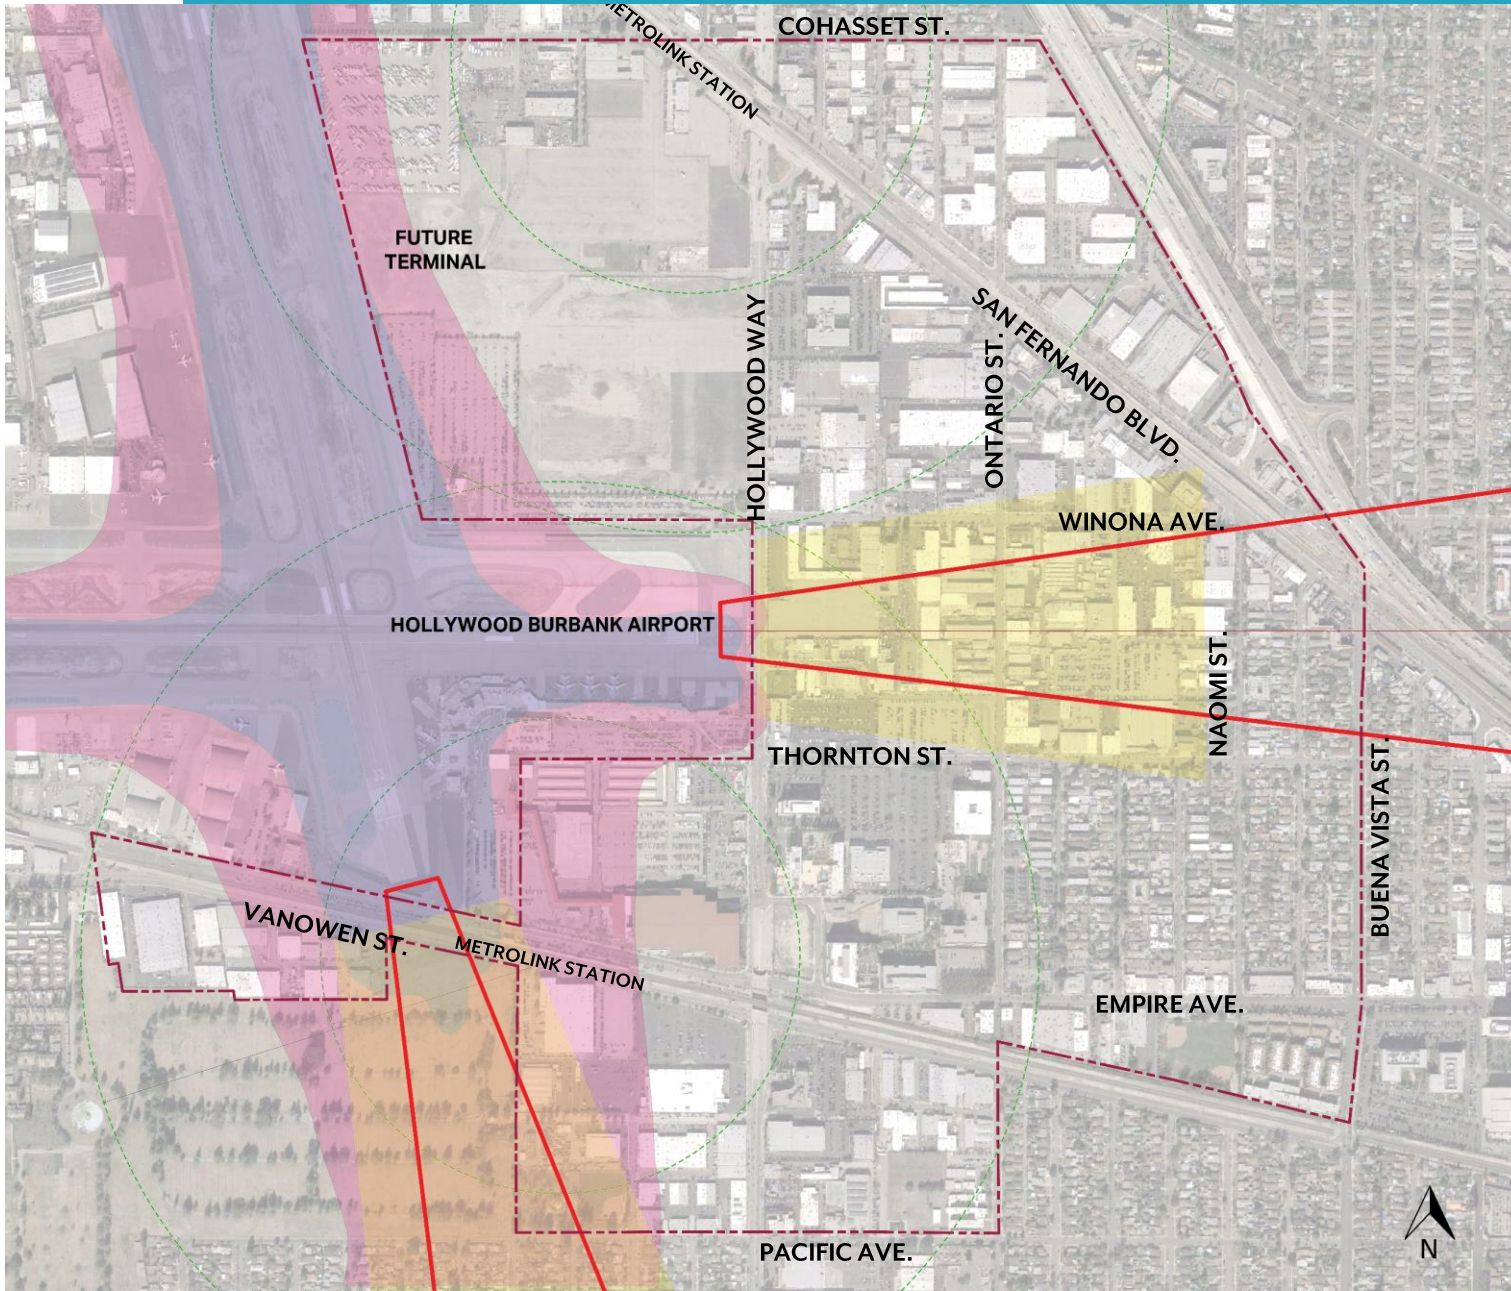 COHASSET ST.
METROLINK STATION
FUTURE
TERMINAL
HOLLYWOOD WAY
ONTARIO ST.
SAN FERNANDO BLVD.
WINONA AVE.
HOLLYWOOD BURBANK AIRPORT
NAOMI ST.
THORNTON ST.
BUENA VISTA ST.
VANOWEN ST.
METROLINK STATION
EMPIRE AVE.
PACIFIC AVE.
N